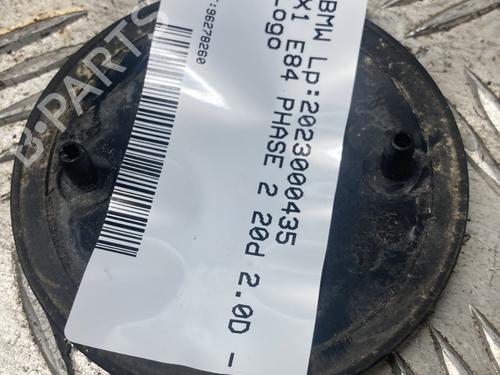 BMW Lp:2023000435
X1 E84 PHASE 2 20d 2.0D -
Logo
:96278260
B-PARTS